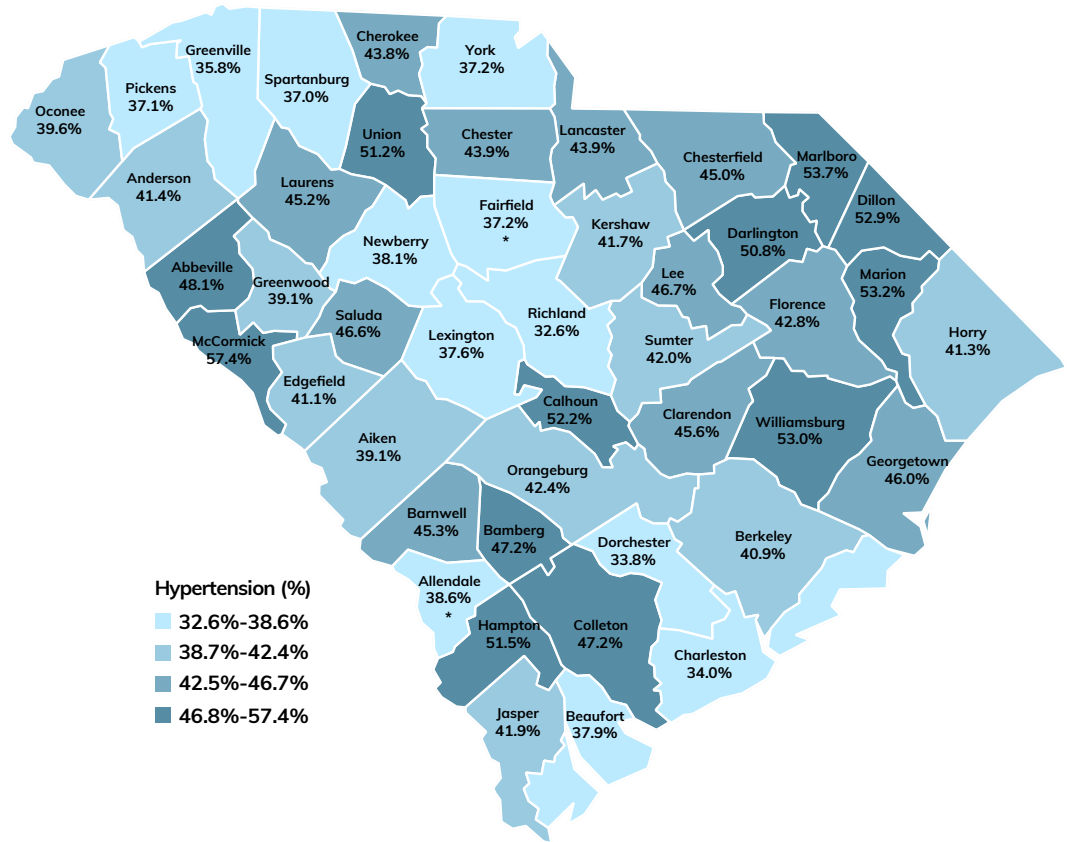 Cherokee
43.8%
Greenville
35.8%
York
37.2%
Spartanburg
37.0%
Pickens
37.1%
Oconee
39.6%
Union
51.2%
Chester
43.9%
Lancaster
43.9%
Chesterfield
45.0%
Marlboro
53.7%
Anderson
41.4%
Laurens
45.2%
Fairfield
37.2%
*
Dillon
52.9%
Kershaw
41.7%
Darlington
50.8%
Newberry
38.1%
Abbeville
48.1%
Greenwood
39.1%
Lee
46.7%
Marion
53.2%
Florence
42.8%
Saluda
46.6%
Richland
32.6%
Lexington
37.6%
Horry
41.3%
McCormick
57.4%
Sumter
42.0%
Edgefield
41.1%
Calhoun
52.2%
Clarendon
45.6%
Williamsburg
53.0%
Aiken
39.1%
Orangeburg
42.4%
Georgetown
46.0%
Barnwell
45.3%
Bamberg
47.2%
Dorchester
33.8%
Berkeley
40.9%
Allendale
38.6%
*
Hampton
51.5%
Colleton
47.2%
Charleston
34.0%
Jasper
41.9%
Beaufort
37.9%
Hypertension (%)
32.6%-38.6%
38.7%-42.4%
42.5%-46.7%
46.8%-57.4%